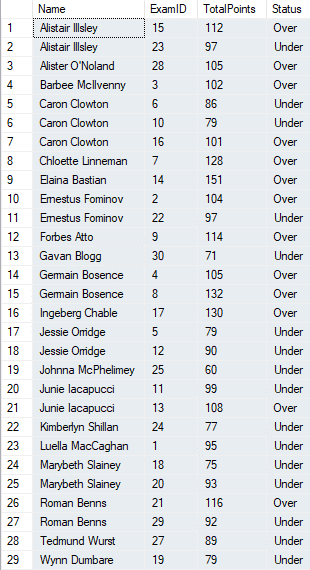 Name ExamID TotalPoints Status
1 Alistair Illsley 15 112 Over
2 Alistair Illsley 23 97 Under
3 Alister O'Noland 28 105 Over
4 Barbee McIlvenny 3 102 Over
5 Caron Clowton 6 86 Under
6 Caron Clowton 10 79 Under
7 Caron Clowton 16 101 Over
8 Chloette Linneman 7 128 Over
9 Elaina Bastian 14 151 Over
10 Ernestus Fominov 2 104 Over
11 Ernestus Fominov 22 97 Under
12 Forbes Atto 9 114 Over
13 Gavan Blogg 30 71 Under
14 Germain Bosence 4 105 Over
15 Germain Bosence 8 132 Over
16 Ingeberg Chable 17 130 Over
17 Jessie Orridge 5 79 Under
18 Jessie Orridge 12 90 Under
19 Johnna McPhelimey 25 60 Under
20 Junie Iacapucci 11 99 Under
21 Junie Iacapucci 13 108 Over
22 Kimberlyn Shillan 24 77 Under
23 Luella MacCaghan 1 95 Under
24 Marybeth Slainey 18 75 Under
25 Marybeth Slainey 20 93 Under
26 Roman Benns 21 116 Over
27 Roman Benns 29 92 Under
28 Tedmund Wurst 27 89 Under
29 Wynn Dumbare 19 79 Under